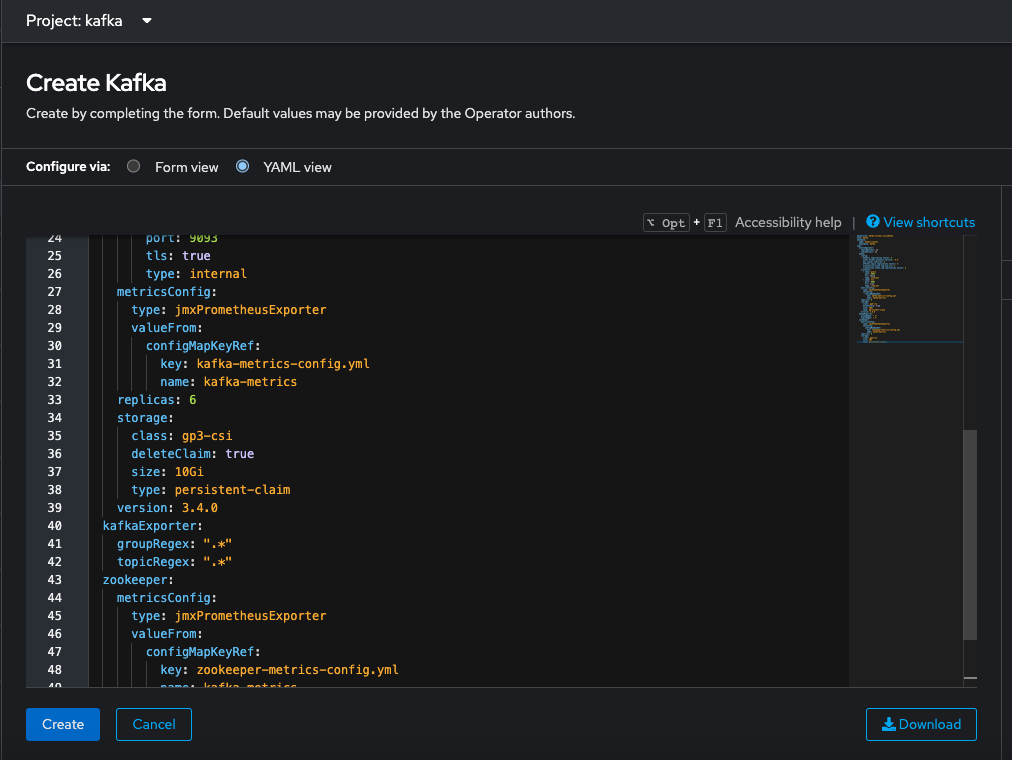 Project: kafka
Create Kafka
Create by completing the form. Default values may be provided by the Operator authors.
Configure via: Form view YAML view
⌥ Opt + F1 Accessibility help | View shortcuts
24 port: 9093
25 tls: true
26 type: internal
27 metricsConfig:
28 type: jmxPrometheusExporter
29 valueFrom:
30 configMapKeyRef:
31 key: kafka-metrics-config.yml
32 name: kafka-metrics
33 replicas: 6
34 storage:
35 class: gp3-csi
36 deleteClaim: true
37 size: 10Gi
38 type: persistent-claim
39 version: 3.4.0
40 kafkaExporter:
41 groupRegex: ".*"
42 topicRegex: ".*"
43 zookeeper:
44 metricsConfig:
45 type: jmxPrometheusExporter
46 valueFrom:
47 configMapKeyRef:
48 key: zookeeper-metrics-config.yml
49 name: kafka-metrics
Create Cancel Download